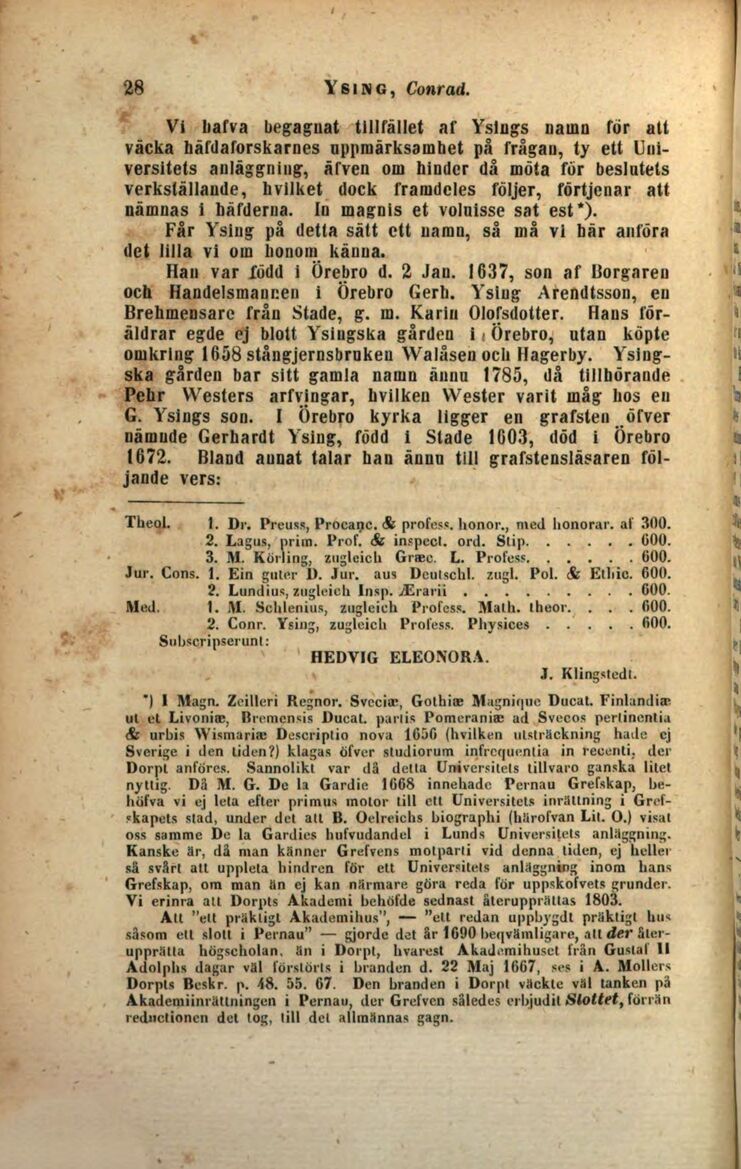 28 YSING, Conrad.
Vi hafva begagnat tillfället af Ysings namn för att
väcka häfdaforskarnes uppmärksamhet på frågan, ty ett Uni-
versitets anläggning, äfven om hinder då möta för beslutets
verkställande, hvilket dock framdeles följer, förtjenar att
nämnas i häfderna. In magnis et voluisse sat est*).
Får Ysing på detta sätt ett namn, så må vi här anföra
det lilla vi om honom känna.
Han var född i Örebro d. 2 Jan. 1637, son af Borgaren
och Handelsmannen i Örebro Gerh. Ysing Arendtsson, en
Brehmensare från Stade, g. m. Karin Olofsdotter. Hans för-
äldrar egde ej blott Ysingska gården i Örebro, utan köpte
omkring 1658 stångjernsbruken Walåsen och Hagerby. Ysing-
ska gården bar sitt gamla namn ännu 1785, då tillhörande
Pehr Westers arfvingar, hvilken Wester varit måg hos en
G. Ysings son. I Örebro kyrka ligger en grafsten öfver
nämnde Gerhardt Ysing, född i Stade 1603, död i Örebro
1672. Bland annat talar han ännu till grafstensläsaren föl-
jande vers:
Theol. 1. Dr. Preuss, Procanc. & profess. honor., med honorar. af 300.
2. Lagus, prim. Prof. & inspect. ord. Stip. . . . . . 600.
3. M. Körling, zugleich Græc. L. Profess. . . . . . 600.
Jur. Cons. 1. Ein guter D. Jur. aus Deutschl. zugl. Pol. & Ethic. 600.
2. Lundius, zugleich Insp. Ærarii . . . . . . . . 600.
Med. 1. M. Schlenius, zugleich Profess. Math. theor. . . . 600.
2. Conr. Ysing, zugleich Profess. Physices . . . . . 600.
Subscripserunt:
HEDVIG ELEONORA.
J. Klingstedt.
*) I Magn. Zeilleri Regnor. Sveciæ, Gothiæ Magnique Ducat. Finlandiæ
ut et Livoniæ, Bremensis Ducat. partis Pomeraniæ ad Svecos pertinentia
& urbis Wismariæ Descriptio nova 1656 (hvilken utsträckning hade ej
Sverige i den tiden?) klagas öfver studiorum infrequentia in recenti, der
Dorpt anföres. Sannolikt var då detta Universitets tillvaro ganska litet
nyttig. Då M. G. De la Gardie 1668 innehade Pernau Grefskap, be-
höfva vi ej leta efter primus motor till ett Universitets inrättning i Gref-
skapets stad, under det att B. Oelreichs biographi (härofvan Lit. O.) visat
oss samme De la Gardies hufvudandel i Lunds Universitets anläggning.
Kanske är, då man känner Grefvens motparti vid denna tiden, ej heller
så svårt att uppleta hindren för ett Universitets anläggning inom hans
Grefskap, om man än ej kan närmare göra reda för uppskofvets grunder.
Vi erinra att Dorpts Akademi behöfde sednast återupprättas 1803.
Att "ett präktigt Akademihus", — "ett redan uppbygdt präktigt hus
såsom ett slott i Pernau" — gjorde det år 1690 beqvämligare, att der åter-
upprätta högscholan, än i Dorpt, hvarest Akademihuset från Gustaf II
Adolphs dagar väl förstörts i branden d. 22 Maj 1667, ses i A. Mollers
Dorpts Beskr. p. 48. 55. 67. Den branden i Dorpt väckte väl tanken på
Akademiinrättningen i Pernau, der Grefven således erbjudit Slottet, förrän
reductionen det tog, till det allmännas gagn.